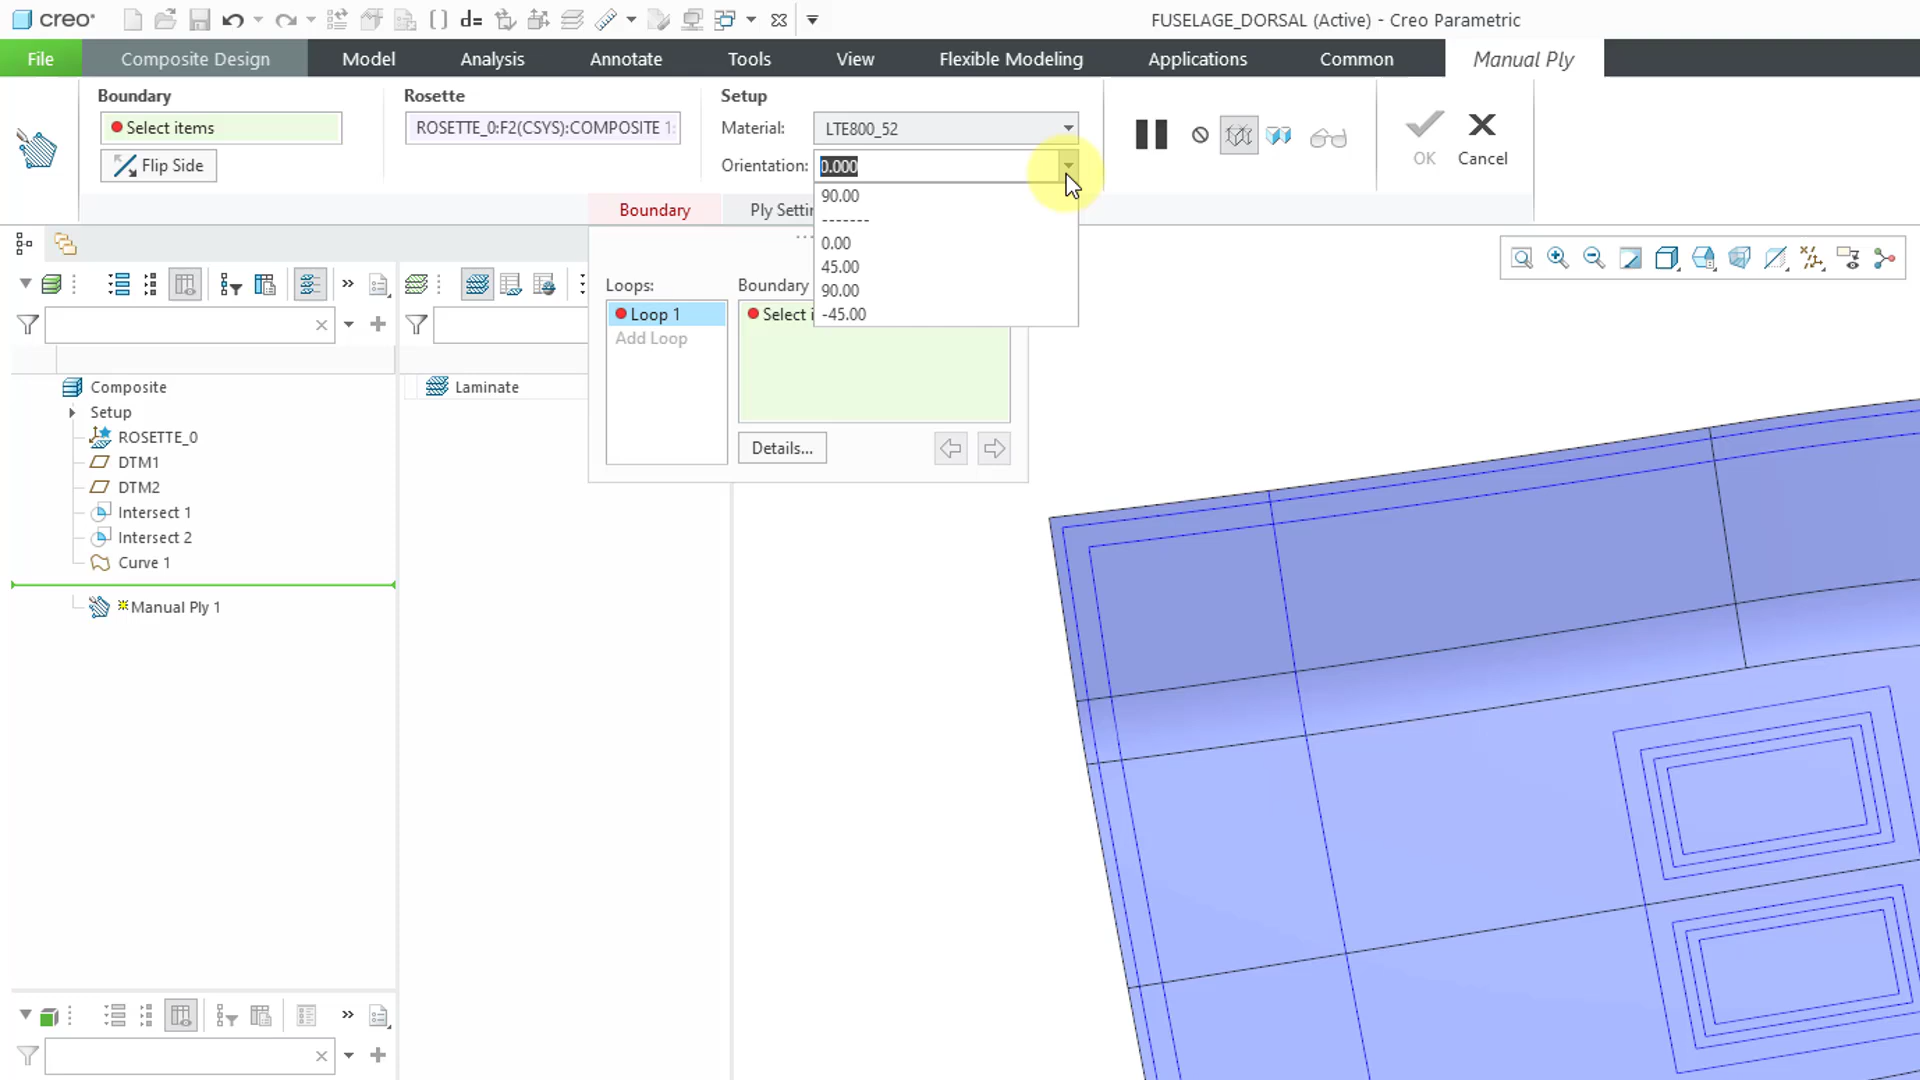 creo
FUSELAGE_DORSAL (Active) - Creo Parametric
File
Composite Design
Model
Analysis
Annotate
Tools
View
Flexible Modeling
Applications
Common
Manual Ply
Boundary
Select items
Flip Side
Rosette
ROSETTE_0:F2(CSYS):COMPOSITE 1:
Setup
Material:
LTE800_52
Orientation:
0.000
90.00
-------
0.00
45.00
90.00
-45.00
OK
Cancel
Boundary
Ply Settin
Loops:
Loop 1
Add Loop
Boundary
Select i
Details...
Composite
Setup
ROSETTE_0
DTM1
DTM2
Intersect 1
Intersect 2
Curve 1
Manual Ply 1
Laminate